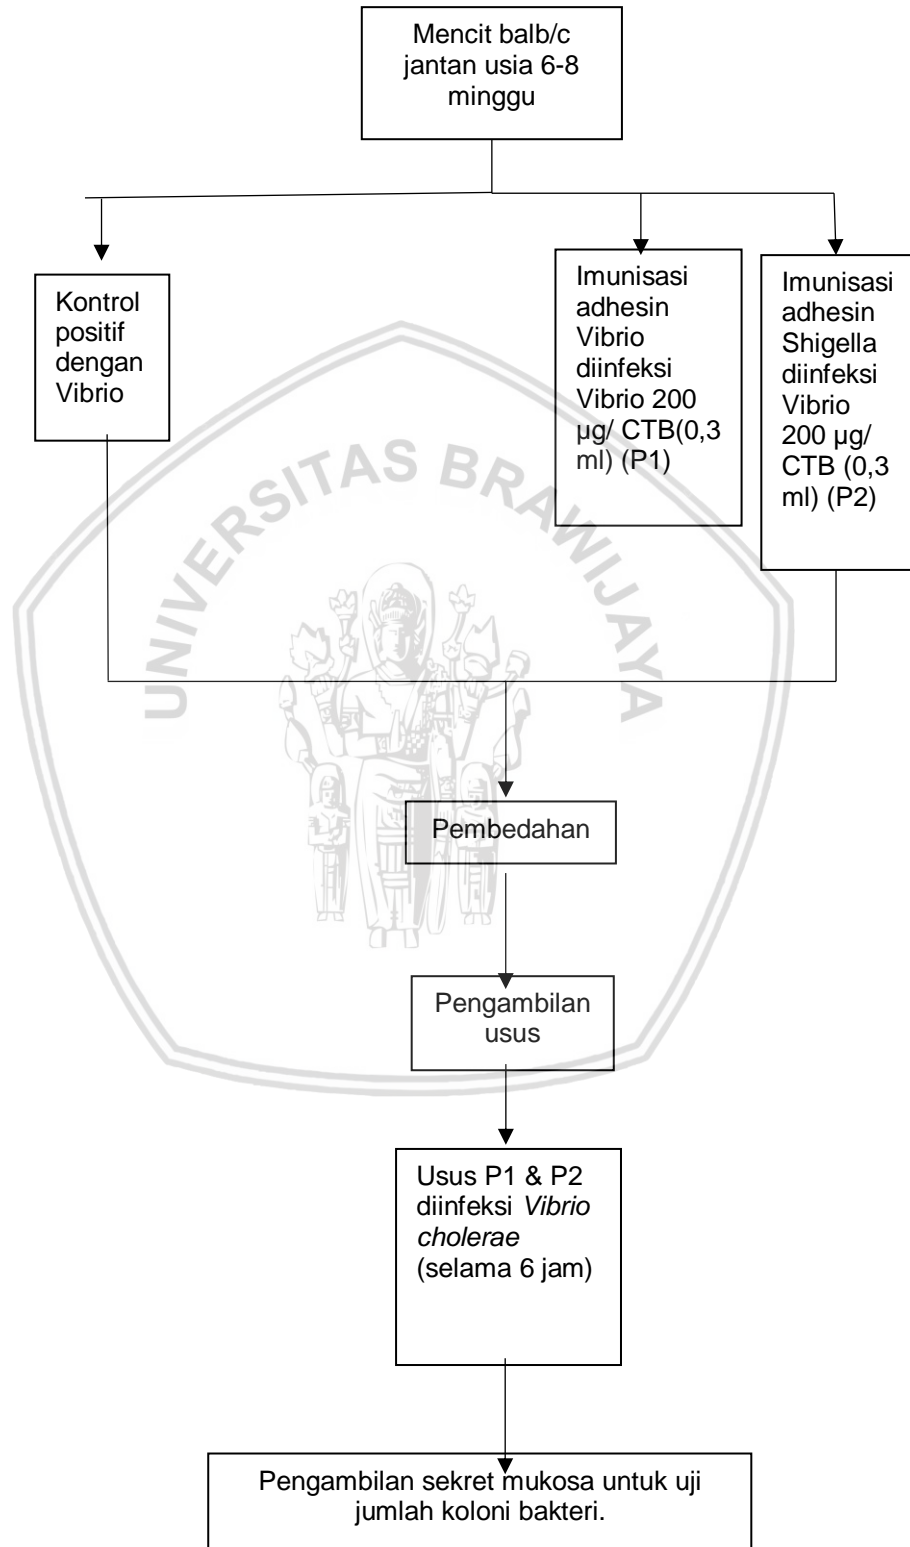 Mencit balb/c
jantan usia 6-8
minggu
Kontrol
positif
dengan
Vibrio
Imunisasi
adhesin
Vibrio
diinfeksi
Vibrio 200
µg/ CTB(0,3
ml) (P1)
Imunisasi
adhesin
Shigella
diinfeksi
Vibrio
200 µg/
CTB (0,3
ml) (P2)
UNIVERSITAS BRAWIJAYA
Pembedahan
Pengambilan
usus
Usus P1 & P2
diinfeksi Vibrio
cholerae
(selama 6 jam)
Pengambilan sekret mukosa untuk uji
jumlah koloni bakteri.